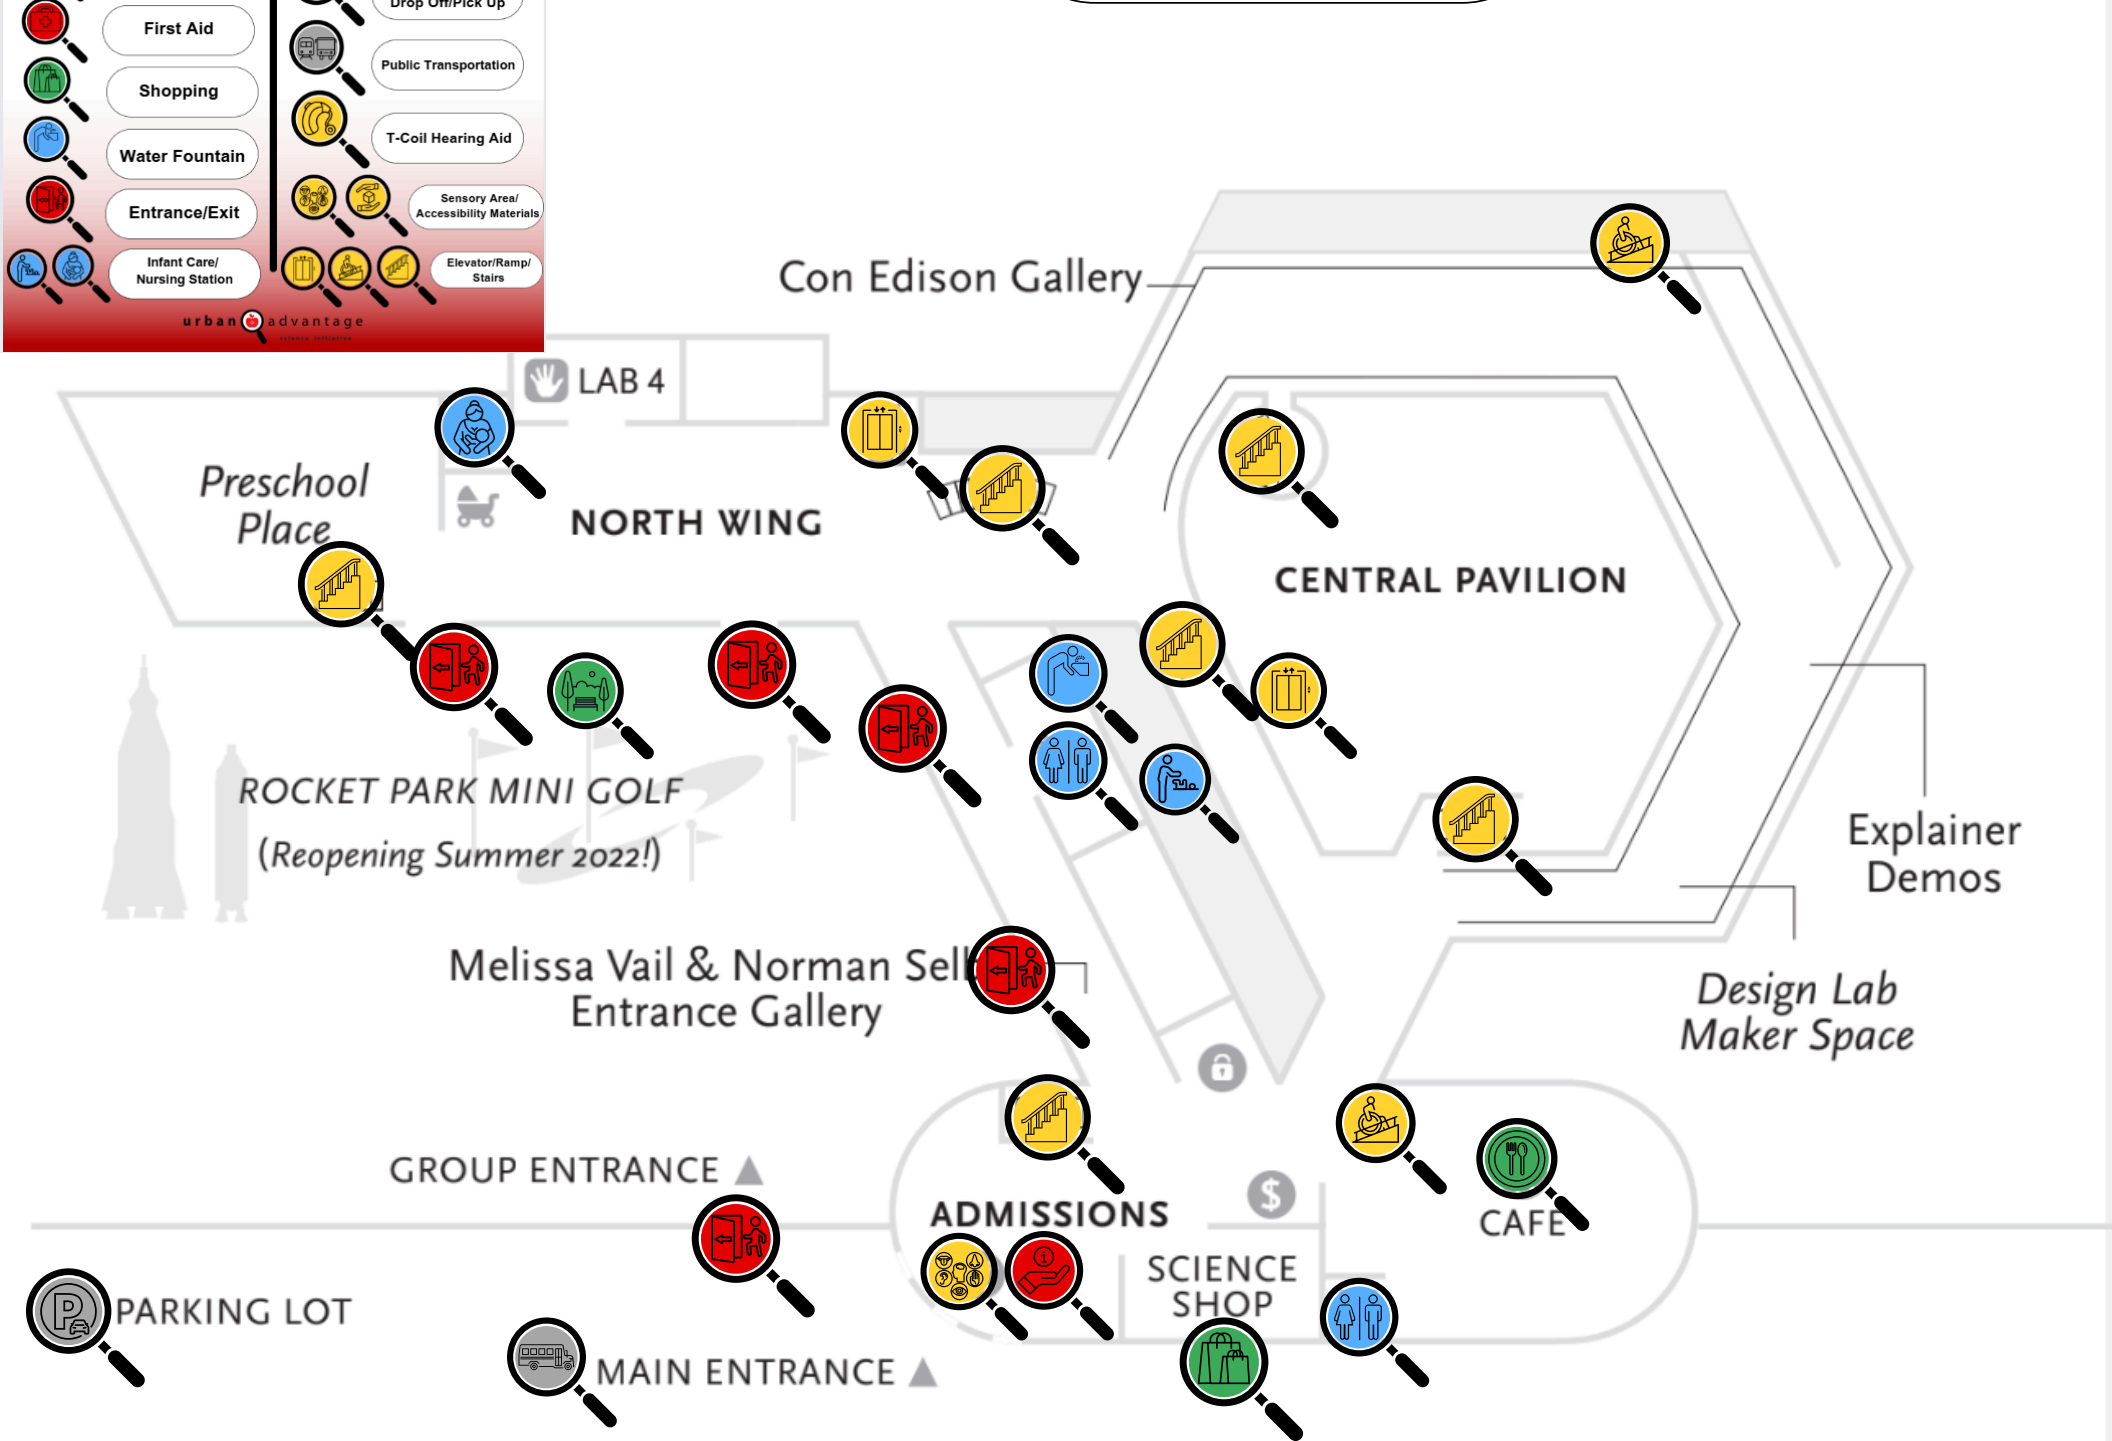 Drop Off/Pick Up
First Aid
Public Transportation
Shopping
T-Coil Hearing Aid
Water Fountain
Sensory Area/
Accessibility Materials
Entrance/Exit
Infant Care/
Nursing Station
Elevator/Ramp/
Stairs
urban advantage
science initiative
Con Edison Gallery
LAB 4
Preschool
Place
NORTH WING
CENTRAL PAVILION
ROCKET PARK MINI GOLF
(Reopening Summer 2022!)
Explainer
Demos
Melissa Vail & Norman Sel
Entrance Gallery
Design Lab
Maker Space
GROUP ENTRANCE
$
ADMISSIONS
CAFE
i
SCIENCE
SHOP
P
PARKING LOT
MAIN ENTRANCE